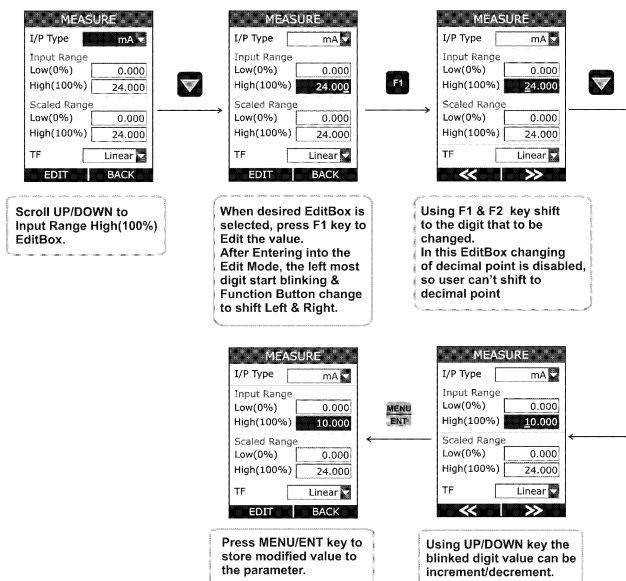 MEASURE
I/P Type mA
Input Range
Low(0%) 0.000
High(100%) 24.000
Scaled Range
Low(0%) 0.000
High(100%) 24.000
TF Linear
EDIT BACK
Scroll UP/DOWN to
Input Range High(100%)
EditBox.
MEASURE
I/P Type mA
Input Range
Low(0%) 0.000
High(100%) 24.000
Scaled Range
Low(0%) 0.000
High(100%) 24.000
TF Linear
EDIT BACK
When desired EditBox is
selected, press F1 key to
Edit the value.
After Entering into the
Edit Mode, the left most
digit start blinking &
Function Button change
to shift Left & Right.
F1
MEASURE
I/P Type mA
Input Range
Low(0%) 0.000
High(100%) 24.000
Scaled Range
Low(0%) 0.000
High(100%) 24.000
TF Linear
<< >>
Using F1 & F2 key shift
to the digit that to be
changed.
In this EditBox changing
of decimal point is disabled,
so user can't shift to
decimal point
MEASURE
I/P Type mA
Input Range
Low(0%) 0.000
High(100%) 10.000
Scaled Range
Low(0%) 0.000
High(100%) 24.000
TF Linear
<< >>
Using UP/DOWN key the
blinked digit value can be
increment/decrement.
MENU
ENT
MEASURE
I/P Type mA
Input Range
Low(0%) 0.000
High(100%) 10.000
Scaled Range
Low(0%) 0.000
High(100%) 24.000
TF Linear
EDIT BACK
Press MENU/ENT key to
store modified value to
the parameter.